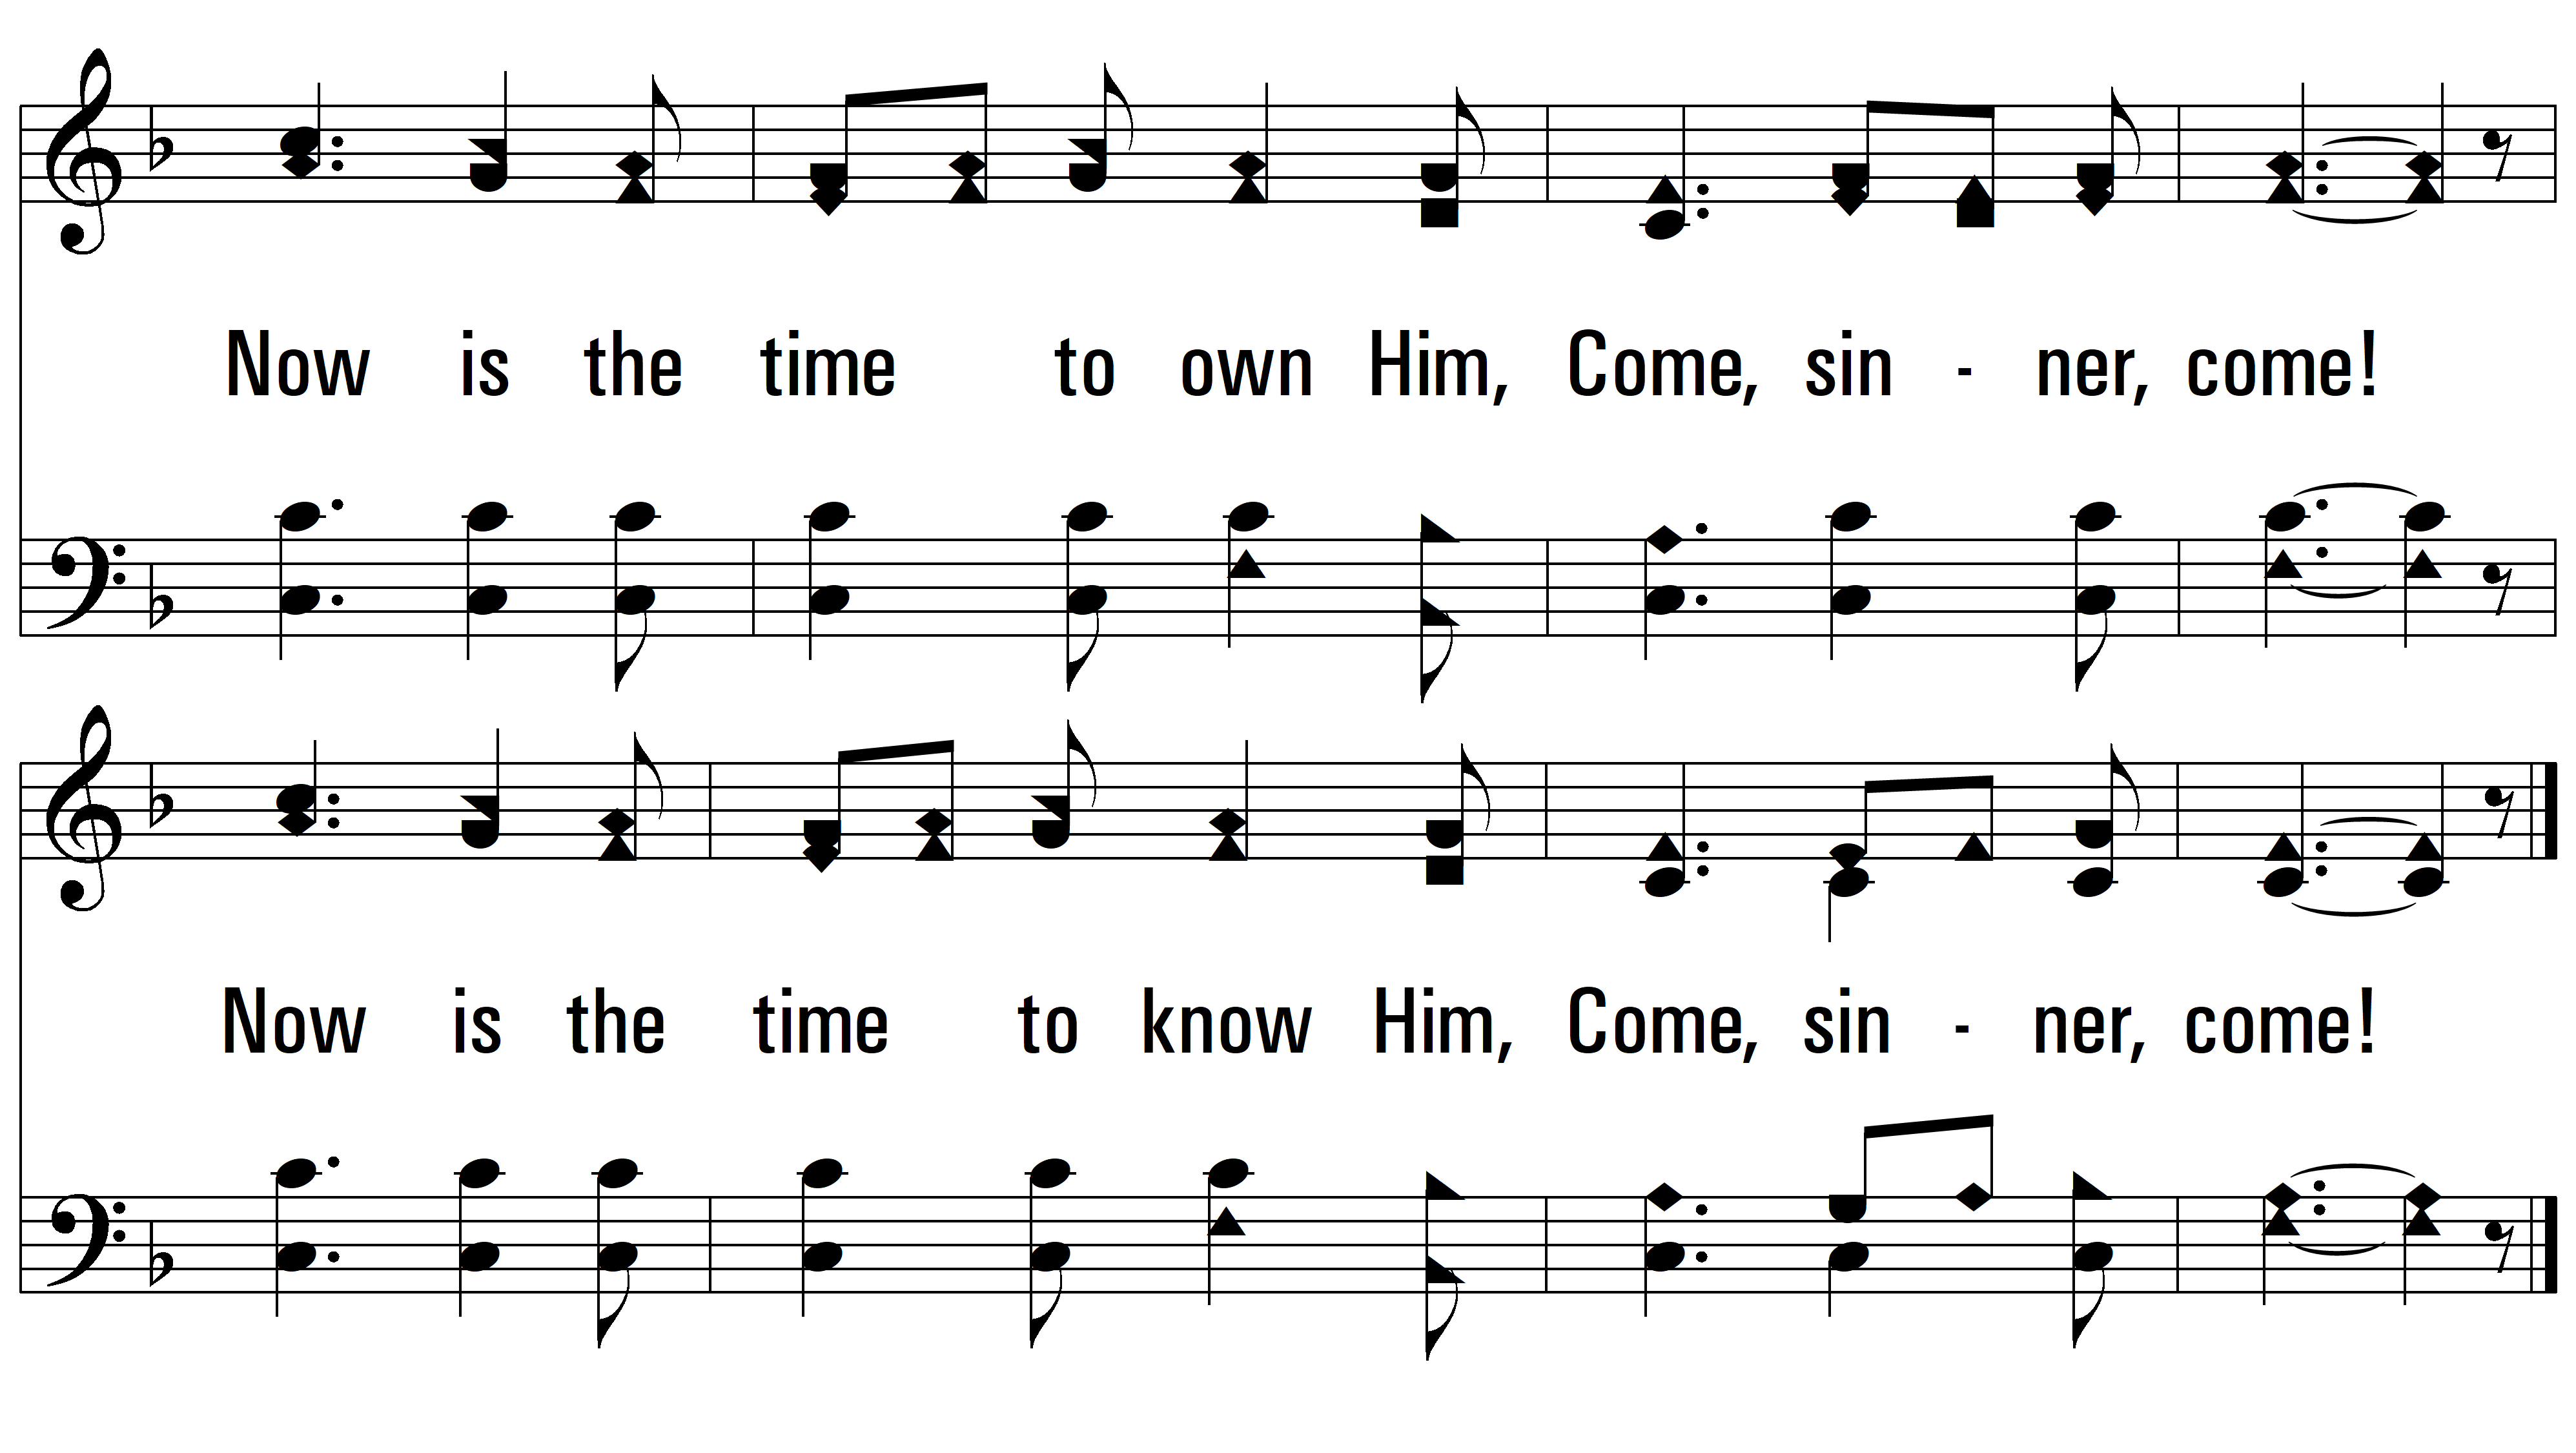 Now is the time to own Him, Come, sin - ner, come!
Now is the time to know Him, Come, sin - ner, come!